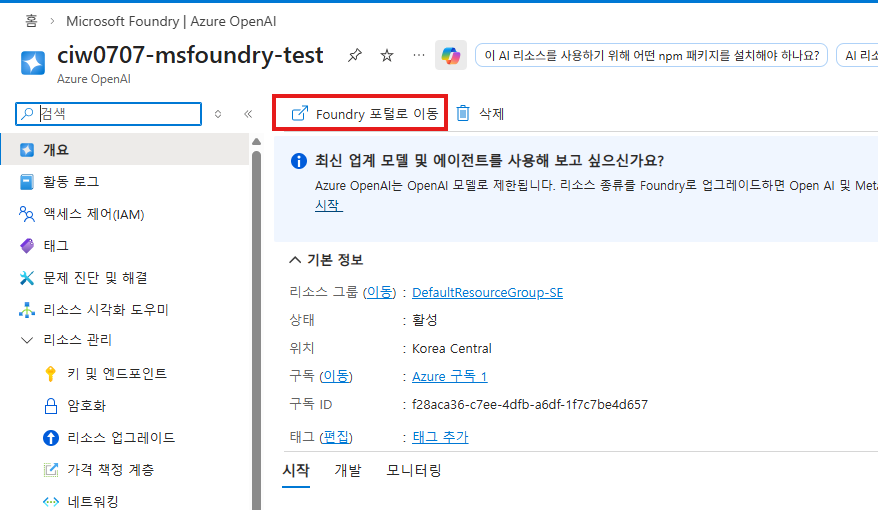 홈 > Microsoft Foundry | Azure OpenAI
ciw0707-msfoundry-test
이 AI 리소스를 사용하기 위해 어떤 npm 패키지를 설치해야 하나요?
AI 리소
Azure OpenAI
검색
Foundry 포털로 이동
삭제
개요
활동 로그
액세스 제어(IAM)
태그
문제 진단 및 해결
리소스 시각화 도우미
리소스 관리
키 및 엔드포인트
암호화
리소스 업그레이드
가격 책정 계층
네트워킹
최신 업계 모델 및 에이전트를 사용해 보고 싶으신가요?
Azure OpenAI는 OpenAI 모델로 제한됩니다. 리소스 종류를 Foundry로 업그레이드하면 Open AI 및 Meta
시작
기본 정보
리소스 그룹 (이동) : DefaultResourceGroup-SE
상태 : 활성
위치 : Korea Central
구독 (이동) : Azure 구독 1
구독 ID : f28aca36-c7ee-4dfb-a6df-1f7c7be4d657
태그 (편집) : 태그 추가
시작 개발 모니터링